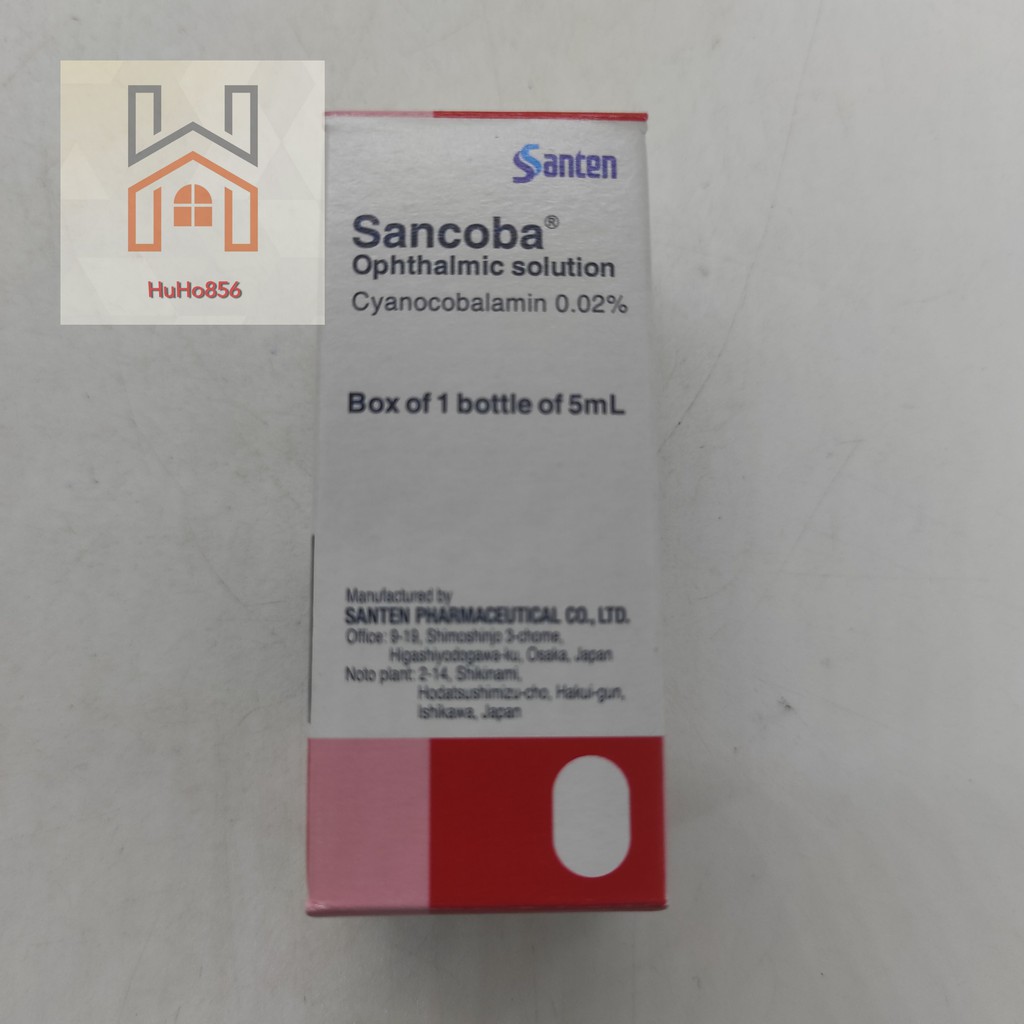 HuHo856
Santen
Sancoba®
Ophthalmic solution
Cyanocobalamin 0.02%
Box of 1 bottle of 5mL
Manufactured by
SANTEN PHARMACEUTICAL CO., LTD.
Office: 9-19, Shimoshinjo 3-chome,
Higashiyodogawa-ku, Osaka, Japan
Noto plant: 2-14, Shikinami,
Hodatsushimizu-cho, Hakui-gun,
Ishikawa, Japan